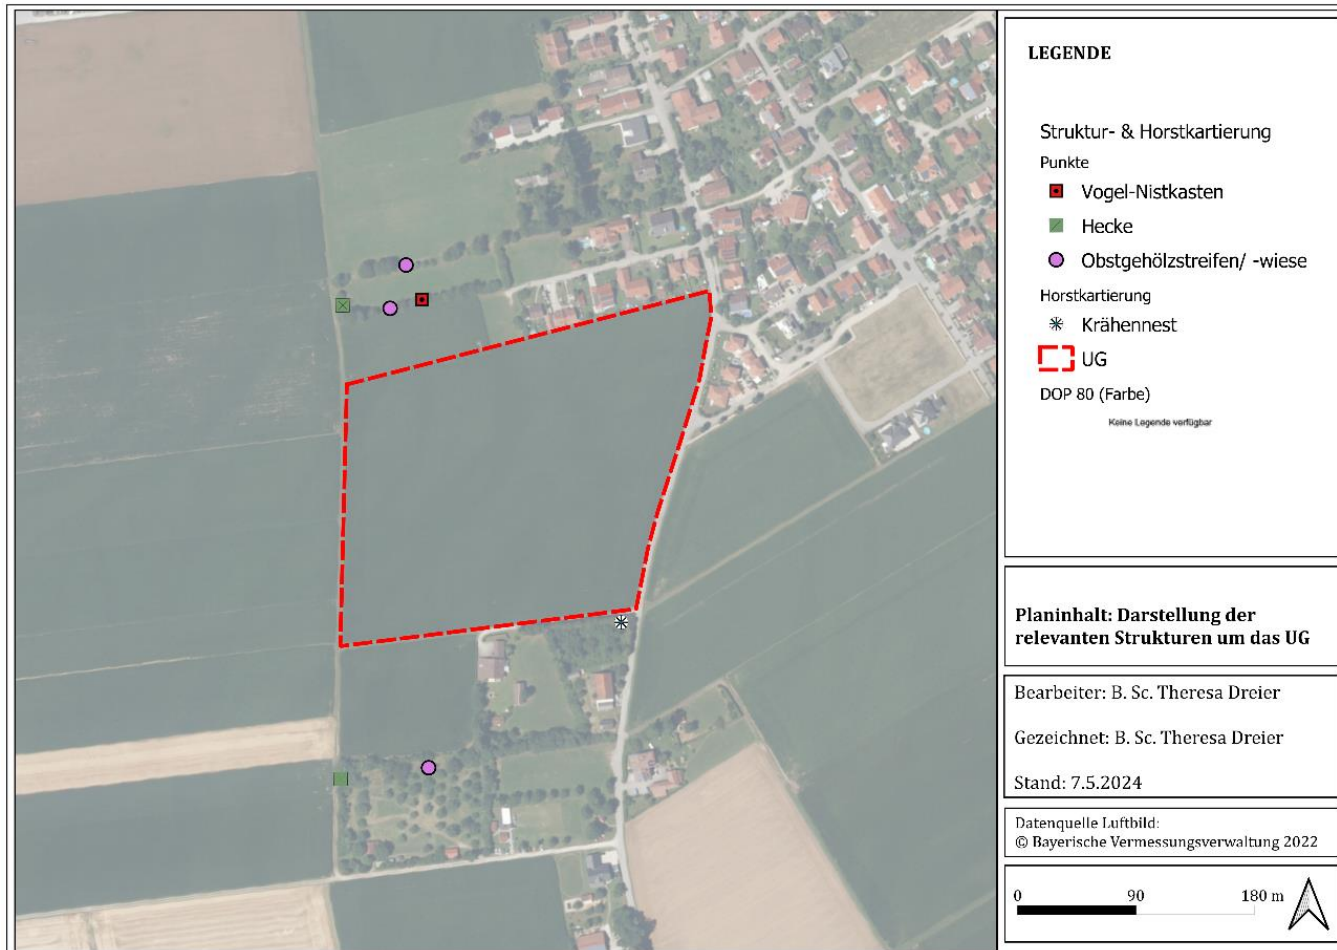 LEGENDE
Struktur- & Horstkartierung
Punkte
Vogel-Nistkasten
Hecke
Obstgehölzstreifen/ -wiese
Horstkartierung
Krähennest
UG
DOP 80 (Farbe)
Keine Legende verfügbar
Planinhalt: Darstellung der
relevanten Strukturen um das UG
Bearbeiter: B. Sc. Theresa Dreier
Gezeichnet: B. Sc. Theresa Dreier
Stand: 7.5.2024
Datenquelle Luftbild:
© Bayerische Vermessungsverwaltung 2022
0 90 180 m